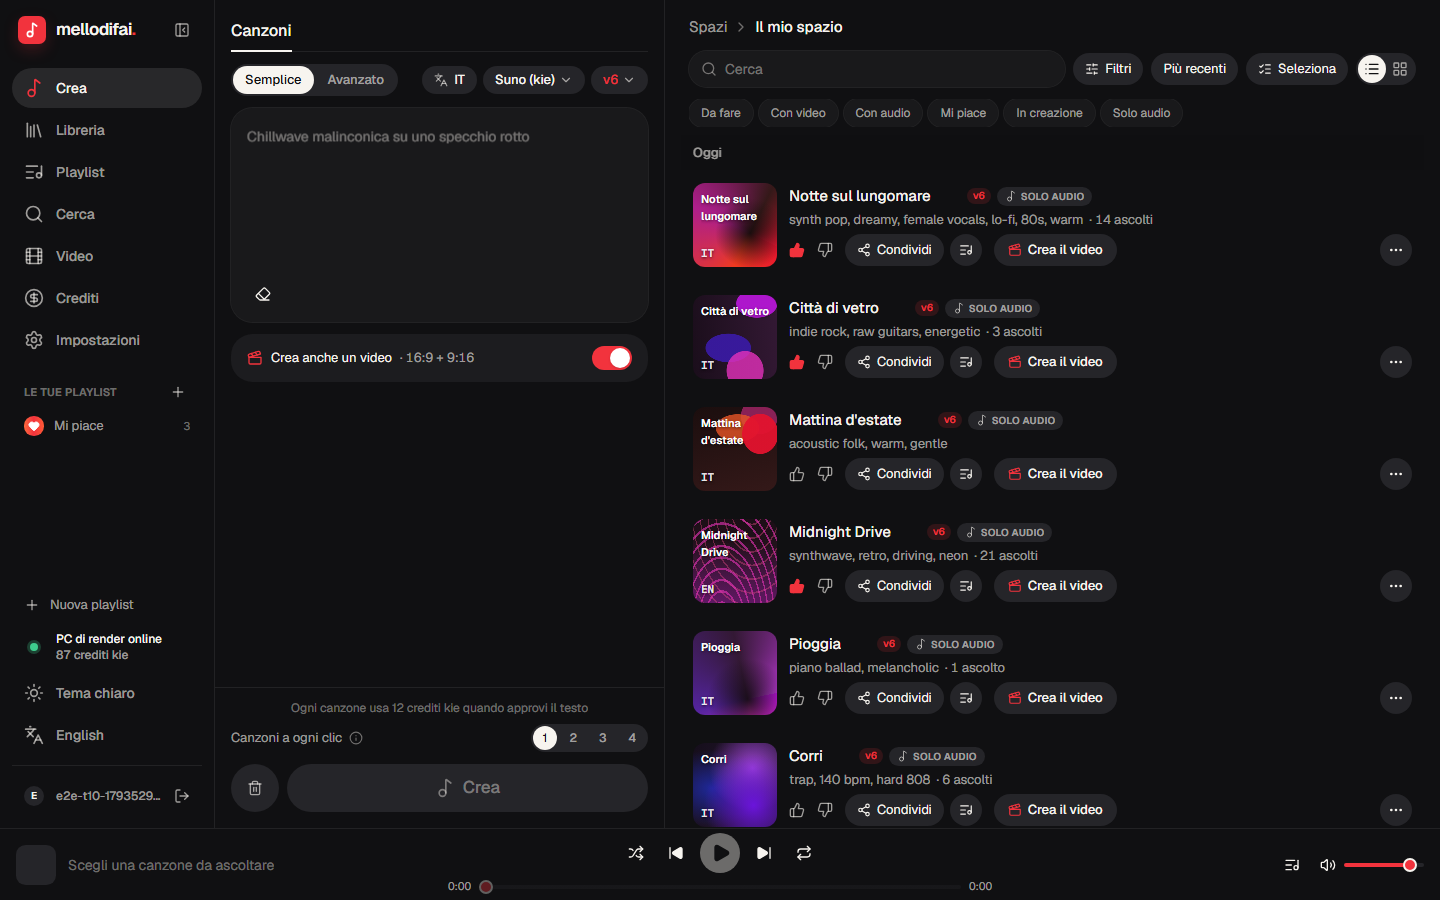 mellodifai.
Crea
Libreria
Playlist
Cerca
Video
Crediti
Impostazioni
LE TUE PLAYLIST
Mi piace 3
Nuova playlist
PC di render online
87 crediti kie
Tema chiaro
English
E e2e-t10-1793529...
Canzoni
Semplice Avanzato IT Suno (kie) v6
Chillwave malinconica su uno specchio rotto
Crea anche un video · 16:9 + 9:16
Ogni canzone usa 12 crediti kie quando approvi il testo
Canzoni a ogni clic 1 2 3 4
Crea
Spazi > Il mio spazio
Cerca Filtri Più recenti Seleziona
Da fare Con video Con audio Mi piace In creazione Solo audio
Oggi
Notte sul
lungomare
IT
Notte sul lungomare v6 SOLO AUDIO
synth pop, dreamy, female vocals, lo-fi, 80s, warm · 14 ascolti
Condividi Crea il video
Città di vetro
IT
Città di vetro v6 SOLO AUDIO
indie rock, raw guitars, energetic · 3 ascolti
Condividi Crea il video
Mattina
d'estate
IT
Mattina d'estate v6 SOLO AUDIO
acoustic folk, warm, gentle
Condividi Crea il video
Midnight
Drive
EN
Midnight Drive v6 SOLO AUDIO
synthwave, retro, driving, neon · 21 ascolti
Condividi Crea il video
Pioggia
IT
Pioggia v6 SOLO AUDIO
piano ballad, melancholic · 1 ascolto
Condividi Crea il video
Corri
IT
Corri v6 SOLO AUDIO
trap, 140 bpm, hard 808 · 6 ascolti
Condividi Crea il video
Scegli una canzone da ascoltare
0:00 0:00